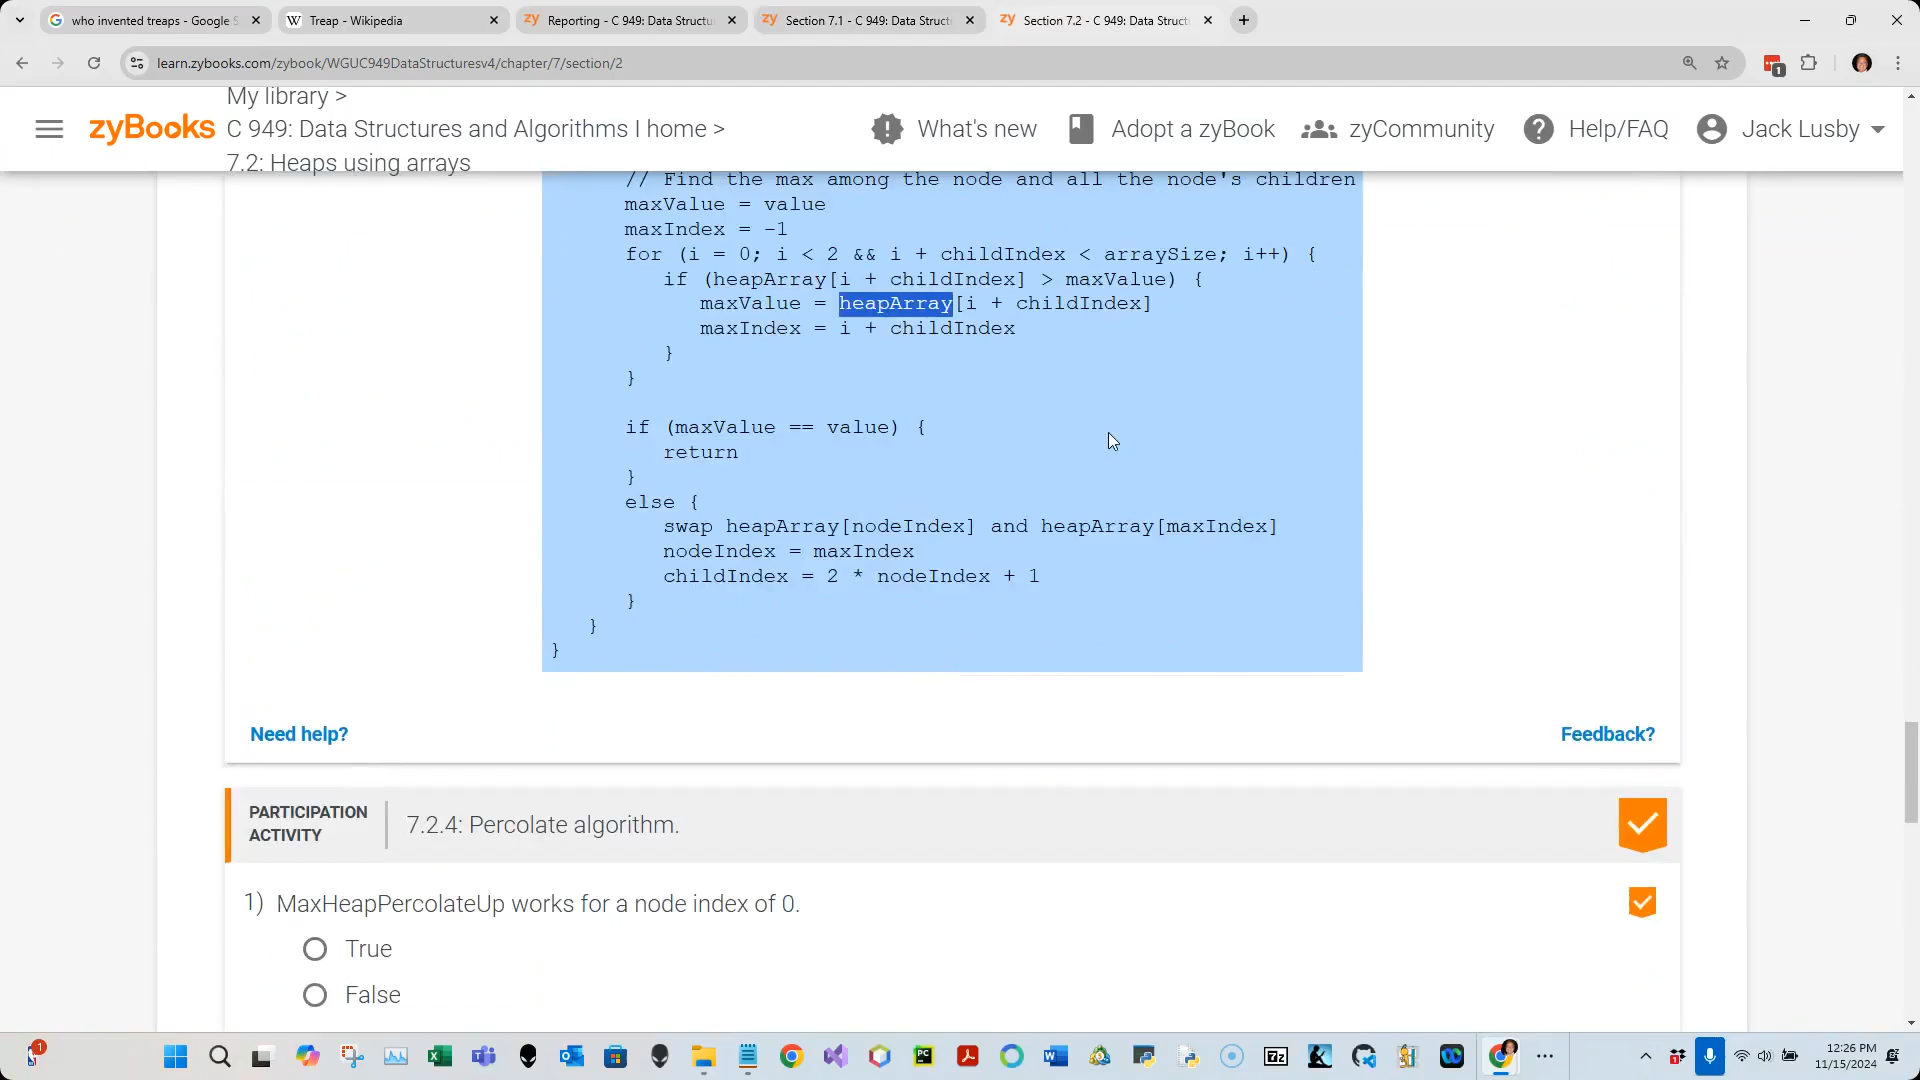 who invented treaps - Google S
Treap - Wikipedia
Reporting - C 949: Data Structu
Section 7.1 - C 949: Data Struct
Section 7.2 - C 949: Data Struct
learn.zybooks.com/zybook/WGUC949DataStructuresv4/chapter/7/section/2
1
My library >
zyBooks
C 949: Data Structures and Algorithms I home >
7.2: Heaps using arrays
What's new
Adopt a zyBook
zyCommunity
Help/FAQ
Jack Lusby
// Find the max among the node and all the node's children
maxValue = value
maxIndex = -1
for (i = 0; i < 2 && i + childIndex < arraySize; i++) {
if (heapArray[i + childIndex] > maxValue) {
maxValue = heapArray[i + childIndex]
maxIndex = i + childIndex
}
}
if (maxValue == value) {
return
}
else {
swap heapArray[nodeIndex] and heapArray[maxIndex]
nodeIndex = maxIndex
childIndex = 2 * nodeIndex + 1
}
}
}
Need help?
Feedback?
PARTICIPATION
ACTIVITY
7.2.4: Percolate algorithm.
1) MaxHeapPercolateUp works for a node index of 0.
True
False
1
12:26 PM
11/15/2024